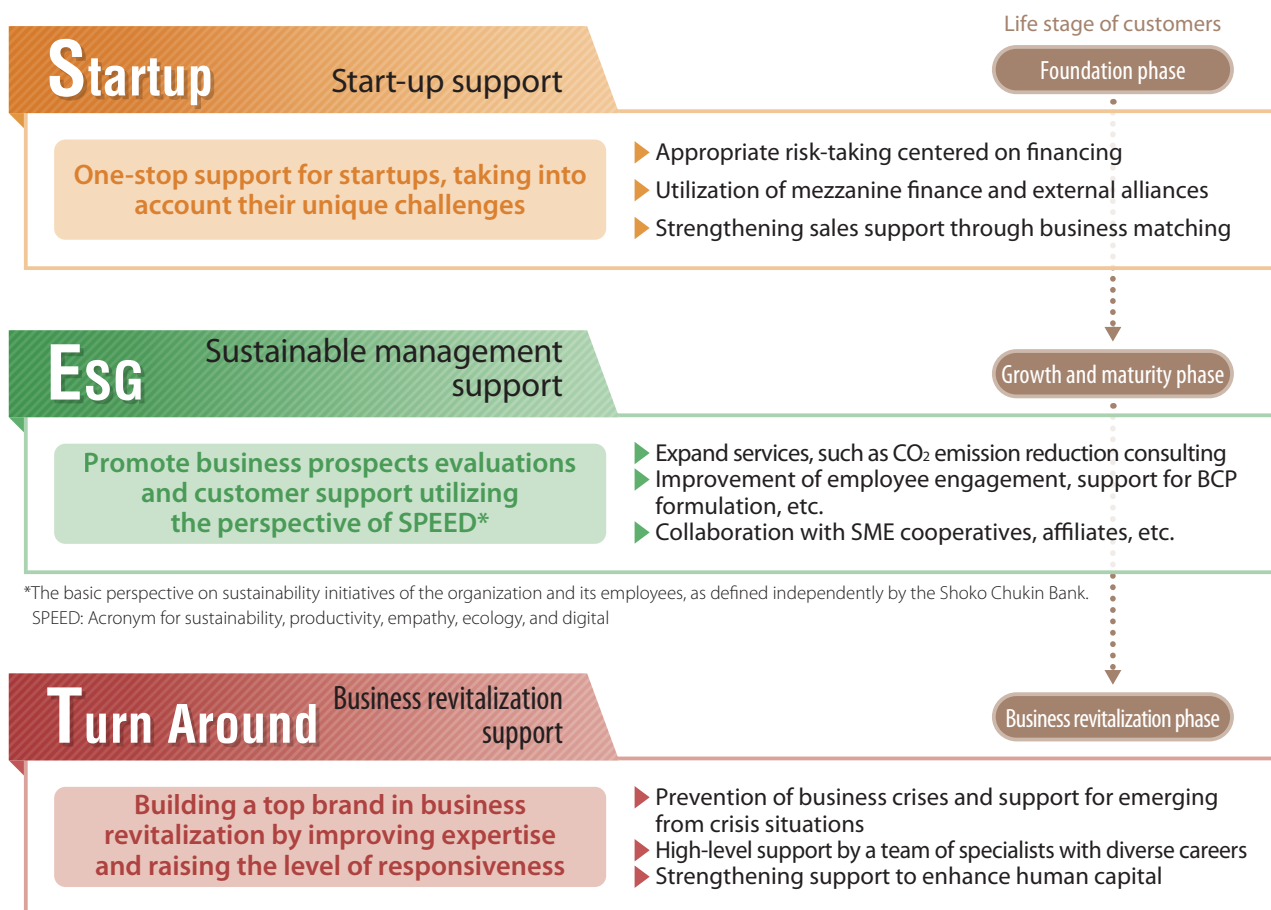 Life stage of customers
Startup
Start-up support
Foundation phase
One-stop support for startups, taking into
account their unique challenges
Appropriate risk-taking centered on financing
Utilization of mezzanine finance and external alliances
Strengthening sales support through business matching
ESG
Sustainable management
support
Growth and maturity phase
Promote business prospects evaluations
and customer support utilizing
the perspective of SPEED*
Expand services, such as CO₂ emission reduction consulting
Improvement of employee engagement, support for BCP
formulation, etc.
Collaboration with SME cooperatives, affiliates, etc.
*The basic perspective on sustainability initiatives of the organization and its employees, as defined independently by the Shoko Chukin Bank.
SPEED: Acronym for sustainability, productivity, empathy, ecology, and digital
Turn Around
Business revitalization
support
Business revitalization phase
Building a top brand in business
revitalization by improving expertise
and raising the level of responsiveness
Prevention of business crises and support for emerging
from crisis situations
High-level support by a team of specialists with diverse careers
Strengthening support to enhance human capital